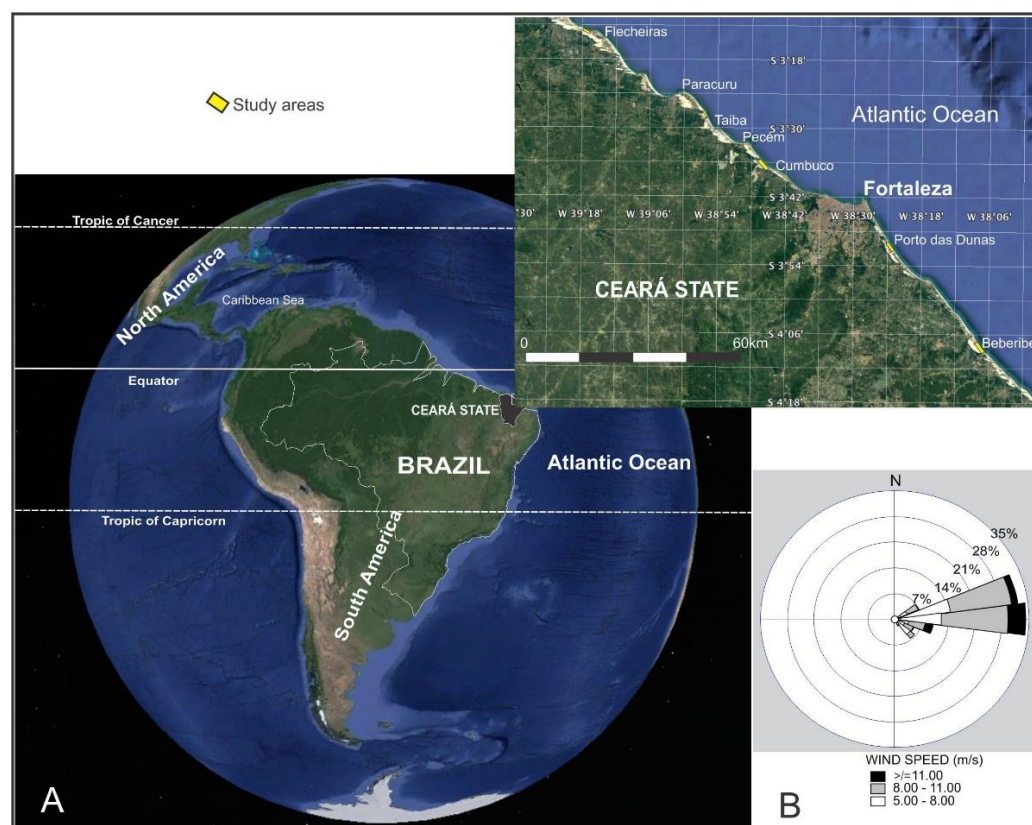 Study areas
Flecheiras
S 3°18'
Paracuru
Atlantic Ocean
Taiba
S 3°30'
Pecém
Cumbuco
Fortaleza
S 3°42'
30' W 39°18' W 39°06' W 38°54' W 38°42' W 38°30' W 38°18' W 38°06'
Porto das Dunas
S 3°54'
CEARÁ STATE
S 4°06'
0 60km
Beberibe
S 4°18'
Tropic of Cancer
North America
Caribbean Sea
Equator
CEARÁ STATE
BRAZIL
Atlantic Ocean
Tropic of Capricorn
South America
A
N
35%
28%
21%
14%
7%
WIND SPEED (m/s)
>/=11.00
8.00 - 11.00
5.00 - 8.00
B